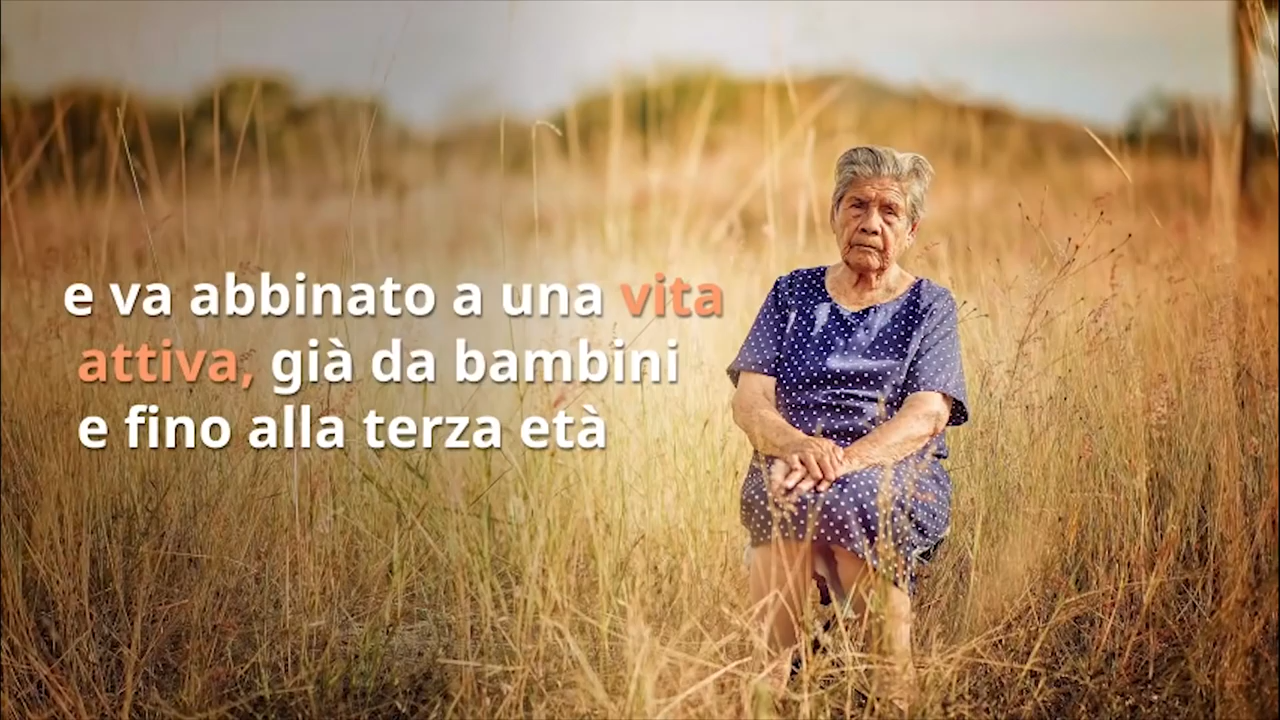 e va abbinato a una vita
attiva, già da bambini
e fino alla terza età